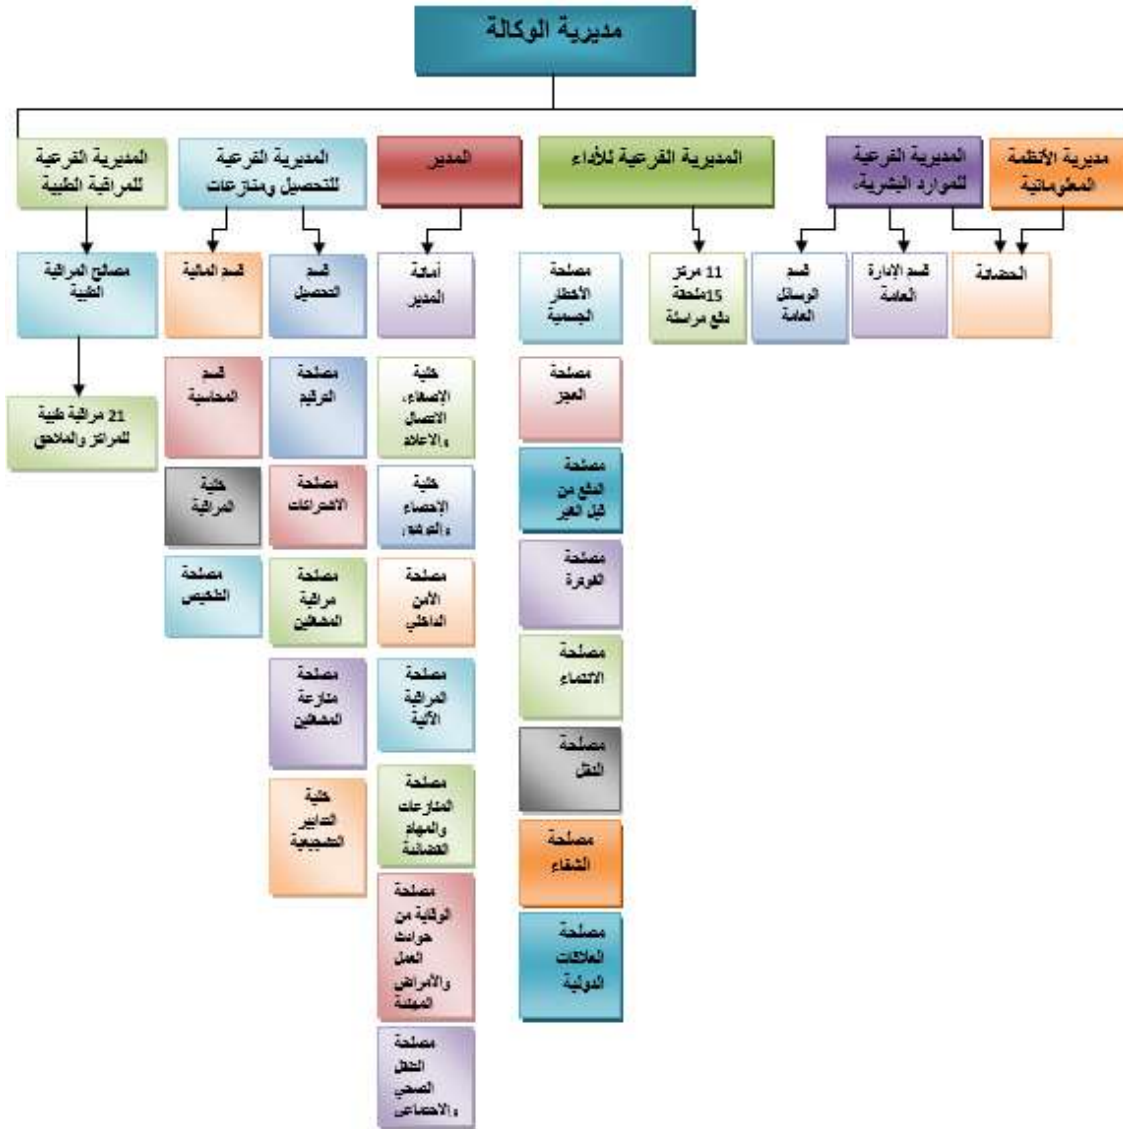 مديرية الوكالة
مديرية الأنظمة
المعلوماتية
المديرية الفرعية
للموارد البشرية،
المديرية الفرعية للأداء
المدير
المديرية الفرعية
للتحصيل ومنازعات
المديرية الفرعية
للمراقبة الطبية
الحضانة
قسم الإدارة
العامة
قسم
الوسائل
العامة
11 مركز
15ملحقة
دفع مراسلة
مصلحة
الأخطار
الجسمية
أمانة
المدير
قسم
التحصيل
قسم المالية
مصالح المراقبة
الطبية
مصلحة
العجز
مصلحة
الدفع من
قبل الغير
مصلحة
الفوترة
مصلحة
الانتماء
مصلحة
النقل
مصلحة
الشفاء
مصلحة
العلاقات
الدولية
خلية
الإصغاء،
الاتصال
والاعلام
خلية
الإحصاء
مصلحة
الأمن
الداخلي
مصلحة
المراقبة
الآلية
مصلحة
المنازعات
والمهام
القضائية
مصلحة
الوقاية من
حوادث
العمل
والأمراض
المهنية
مصلحة
الصحي
والاجتماعي
مصلحة
الترقيم
مصلحة
الاشتراكات
مصلحة
مراقبة
المشغلين
مصلحة
منازعة
المشغلين
خلية
التدابير
التشجيعية
قسم
المحاسبة
خلية
المراقبة
مصلحة
التلخيص
21 مراقبة طبية
للمراكز والملاحق